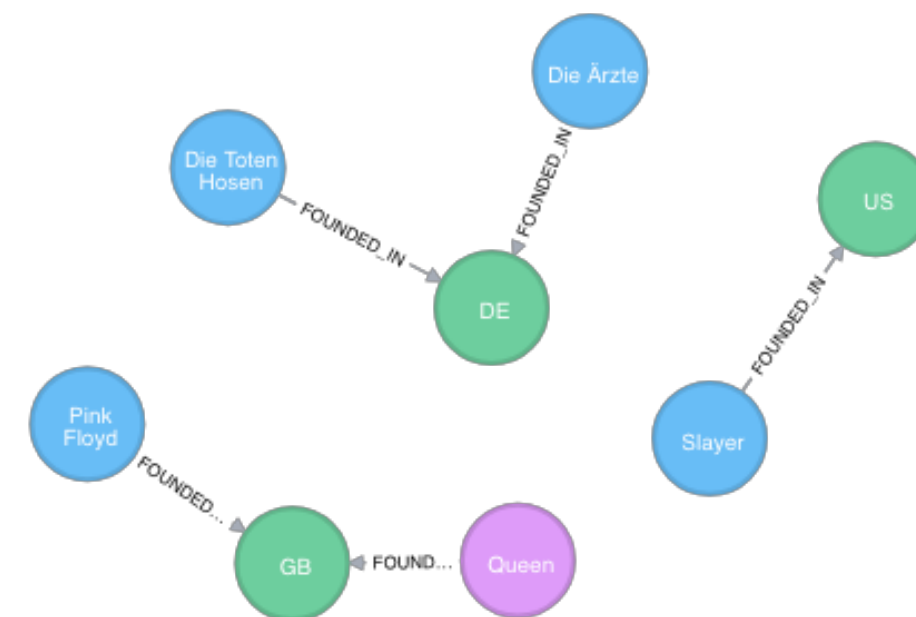 Die Ärzte
Die Toten
Hosen
FOUNDED_IN
FOUNDED_IN
US
DE
FOUNDED_IN
Pink
Floyd
Slayer
FOUNDED...
GB
FOUND...
Queen